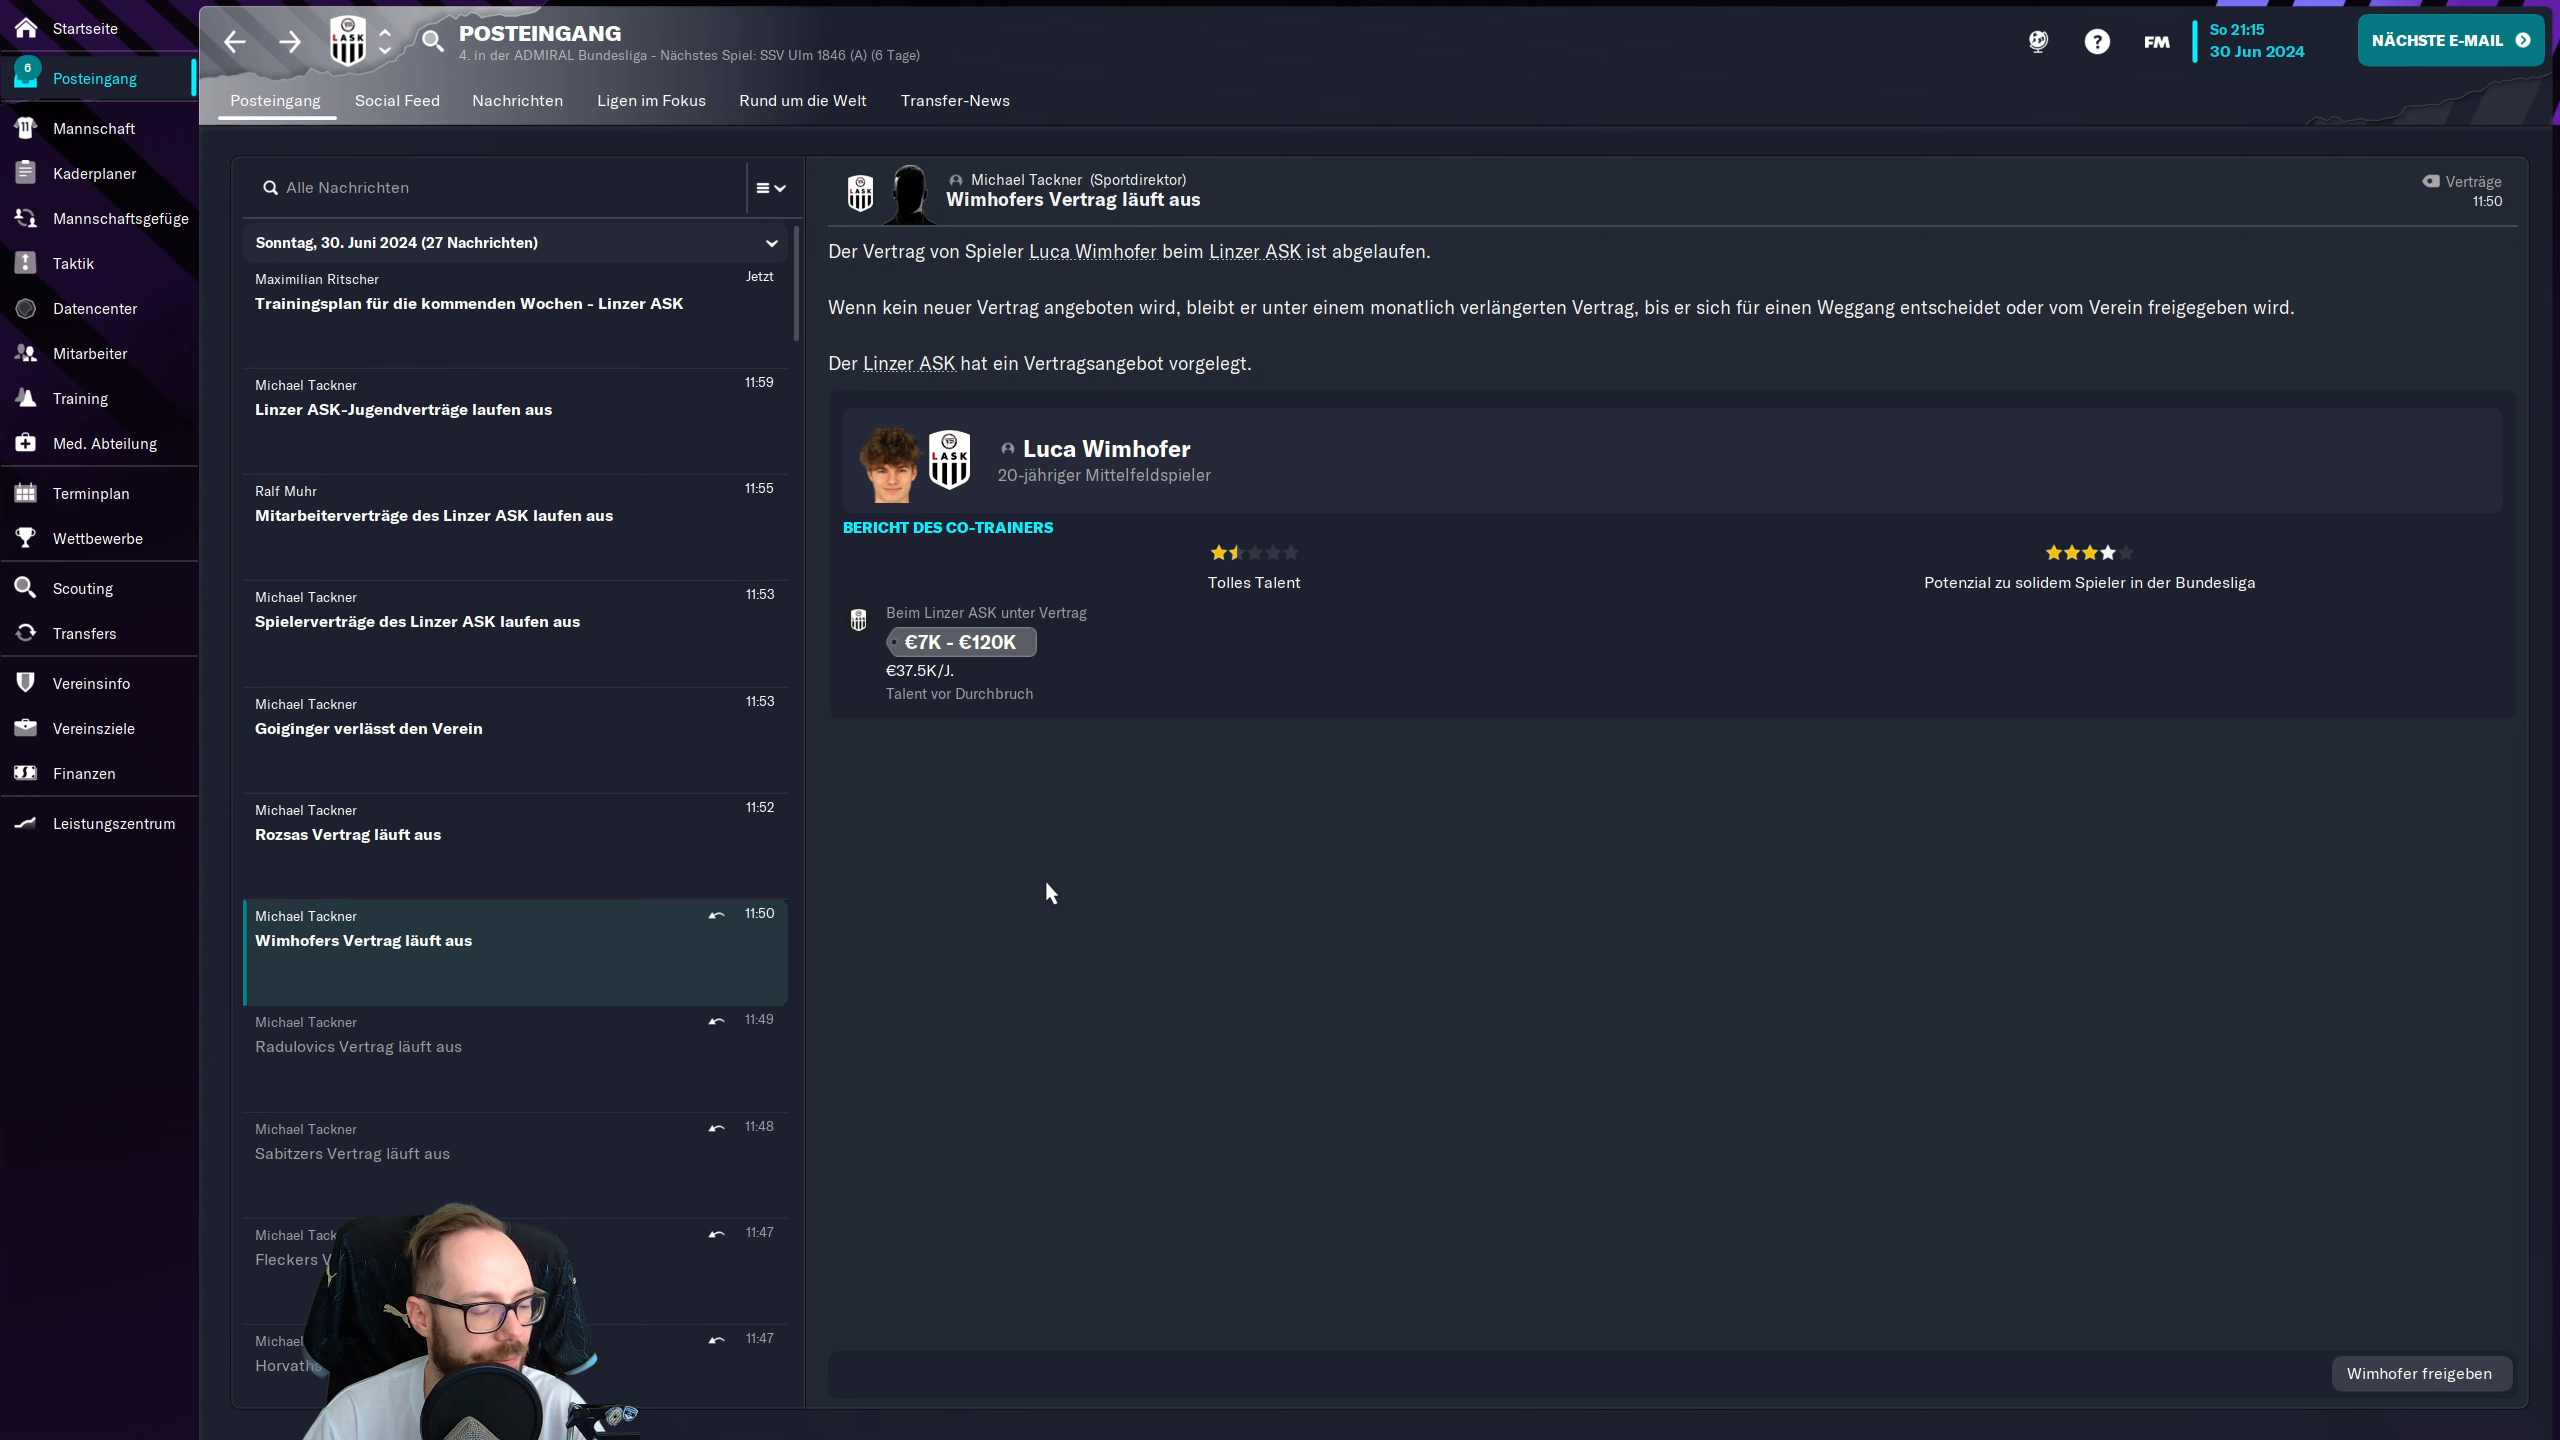 Startseite
6
Posteingang
Mannschaft
Kaderplaner
Mannschaftsgefüge
Taktik
Datencenter
Mitarbeiter
Training
Med. Abteilung
Terminplan
Wettbewerbe
Scouting
Transfers
Vereinsinfo
Vereinsziele
Finanzen
Leistungszentrum
LASK
POSTEINGANG
4. in der ADMIRAL Bundesliga - Nächstes Spiel: SSV Ulm 1846 (A) (6 Tage)
?
FM
So 21:15
30 Jun 2024
NÄCHSTE E-MAIL
Posteingang
Social Feed
Nachrichten
Ligen im Fokus
Rund um die Welt
Transfer-News
Alle Nachrichten
Sonntag, 30. Juni 2024 (27 Nachrichten)
Maximilian Ritscher
Jetzt
Trainingsplan für die kommenden Wochen - Linzer ASK
Michael Tackner
11:59
Linzer ASK-Jugendverträge laufen aus
Ralf Muhr
11:55
Mitarbeiterverträge des Linzer ASK laufen aus
Michael Tackner
11:53
Spielerverträge des Linzer ASK laufen aus
Michael Tackner
11:53
Goiginger verlässt den Verein
Michael Tackner
11:52
Rozsas Vertrag läuft aus
Michael Tackner
11:50
Wimhofers Vertrag läuft aus
Michael Tackner
11:49
Radulovics Vertrag läuft aus
Michael Tackner
11:48
Sabitzers Vertrag läuft aus
Michael Tack
11:47
Fleckers V
Michael
11:47
Horvaths
LASK
Michael Tackner (Sportdirektor)
Wimhofers Vertrag läuft aus
Verträge
11:50
Der Vertrag von Spieler Luca Wimhofer beim Linzer ASK ist abgelaufen.
Wenn kein neuer Vertrag angeboten wird, bleibt er unter einem monatlich verlängerten Vertrag, bis er sich für einen Weggang entscheidet oder vom Verein freigegeben wird.
Der Linzer ASK hat ein Vertragsangebot vorgelegt.
LASK
Luca Wimhofer
20-jähriger Mittelfeldspieler
BERICHT DES CO-TRAINERS
Tolles Talent
Potenzial zu solidem Spieler in der Bundesliga
Beim Linzer ASK unter Vertrag
€7K - €120K
€37.5K/J.
Talent vor Durchbruch
Wimhofer freigeben